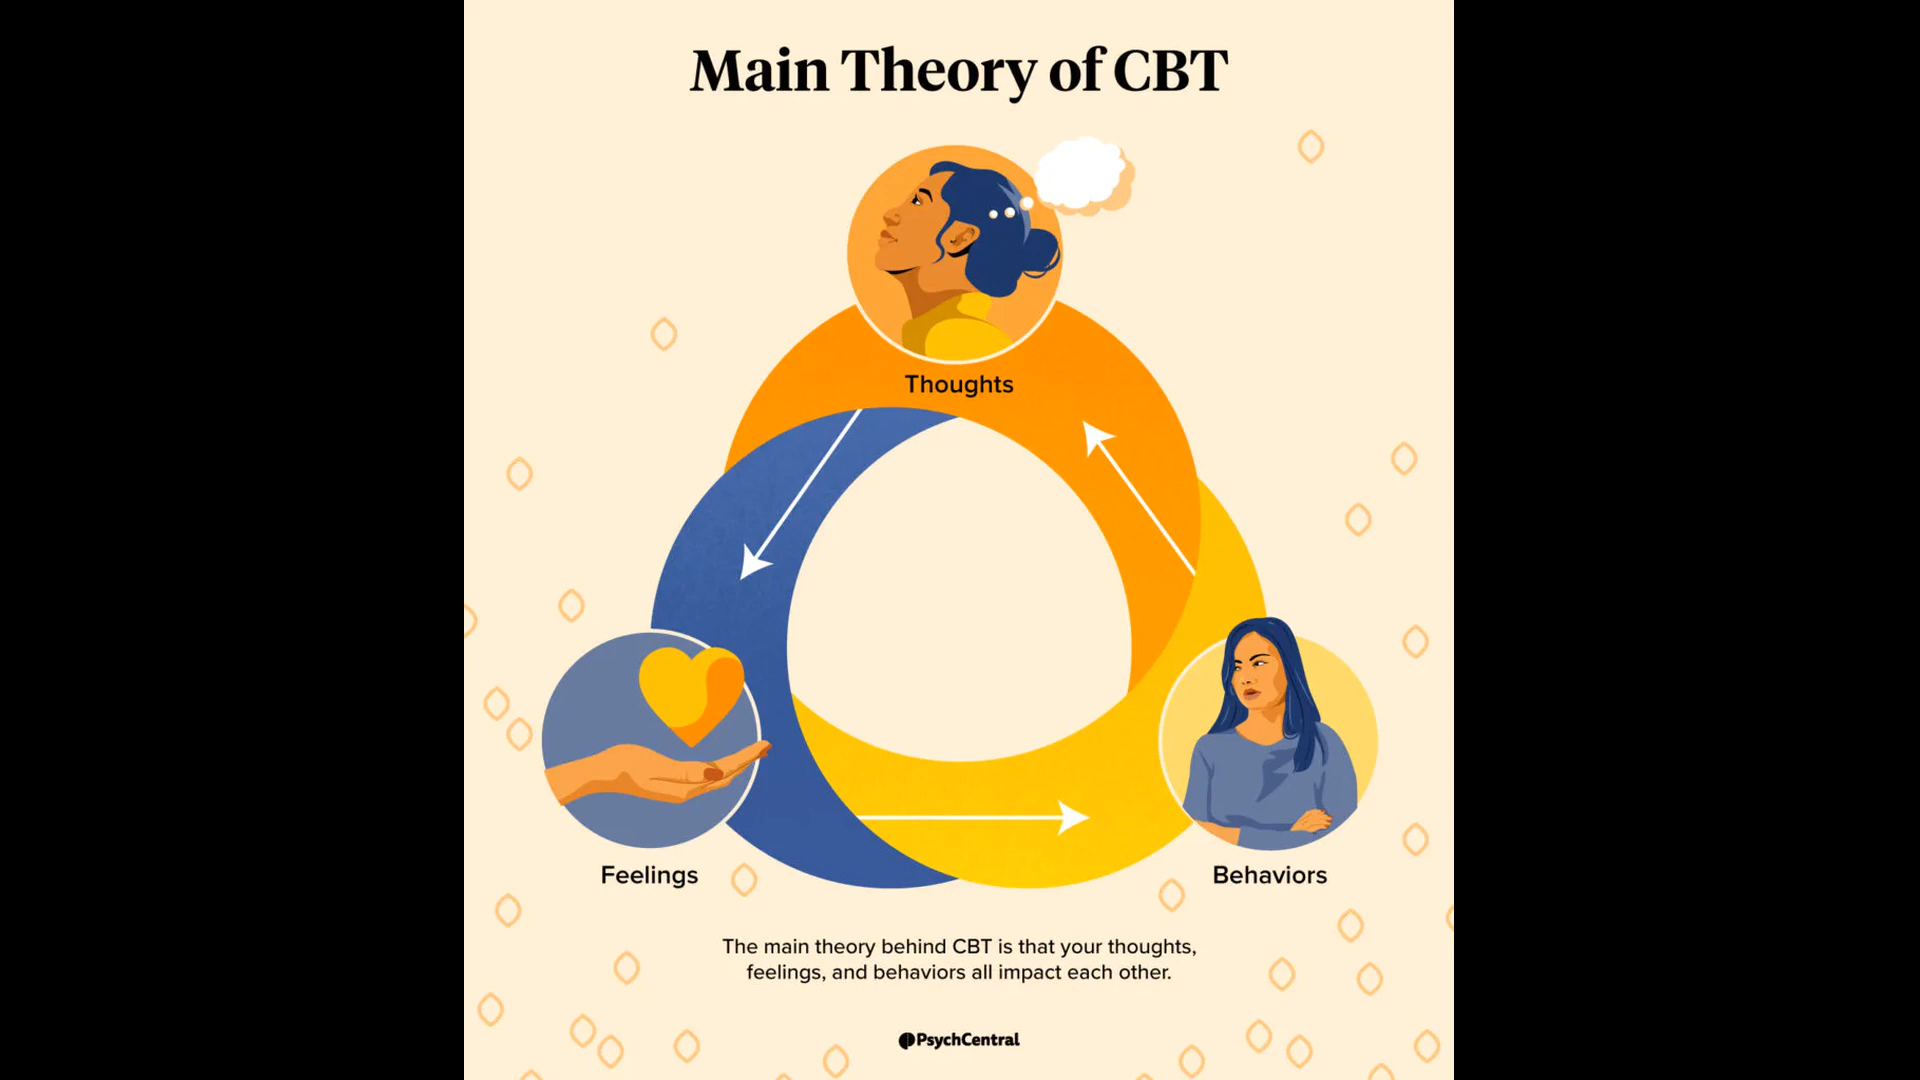 Main Theory of CBT
Thoughts
Feelings
Behaviors
The main theory behind CBT is that your thoughts,
feelings, and behaviors all impact each other.
PsychCentral